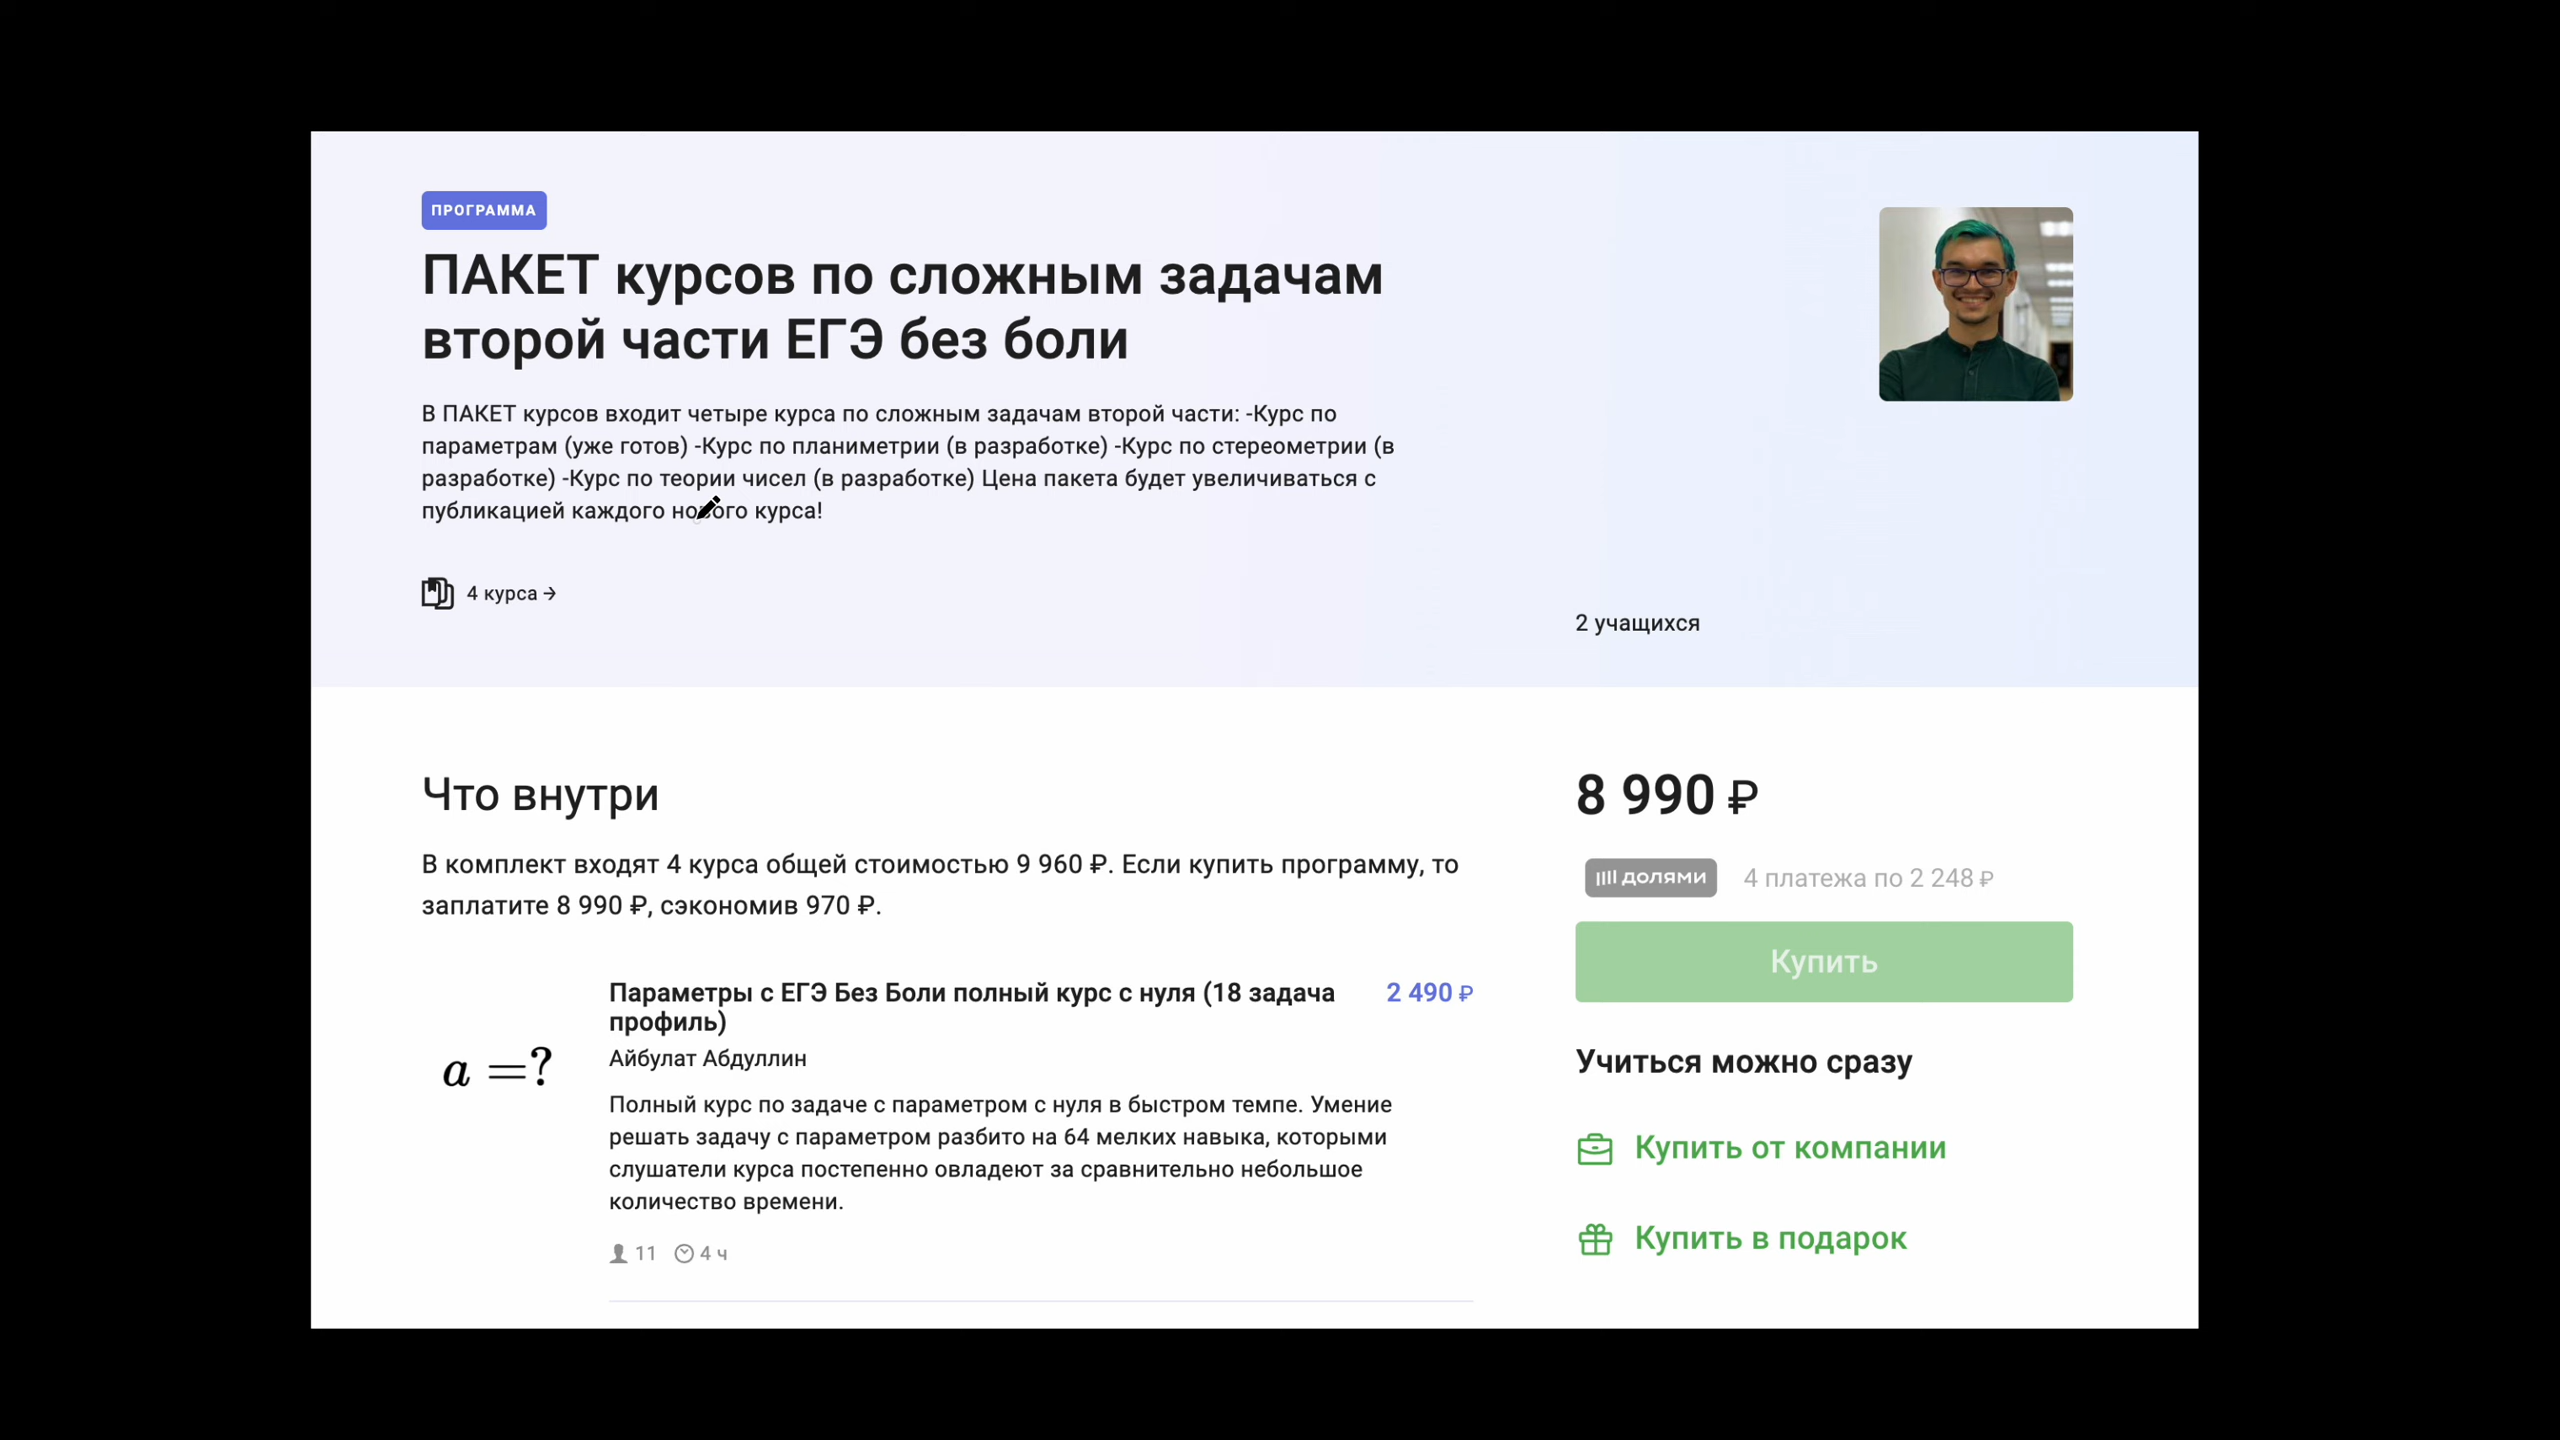 ПРОГРАММА
ПАКЕТ курсов по сложным задачам
второй части ЕГЭ без боли
В ПАКЕТ курсов входит четыре курса по сложным задачам второй части: -Курс по
параметрам (уже готов) -Курс по планиметрии (в разработке) -Курс по стереометрии (в
разработке) -Курс по теории чисел (в разработке) Цена пакета будет увеличиваться с
публикацией каждого нового курса!
4 курса →
2 учащихся
Что внутри
В комплект входят 4 курса общей стоимостью 9 960 ₽. Если купить программу, то
заплатите 8 990 ₽, сэкономив 970 ₽.
a =?
Параметры с ЕГЭ Без Боли полный курс с нуля (18 задача
профиль)
2 490 ₽
Айбулат Абдуллин
Полный курс по задаче с параметром с нуля в быстром темпе. Умение
решать задачу с параметром разбито на 64 мелких навыка, которыми
слушатели курса постепенно овладеют за сравнительно небольшое
количество времени.
11 4 ч
8 990 ₽
долями 4 платежа по 2 248 ₽
Купить
Учиться можно сразу
Купить от компании
Купить в подарок